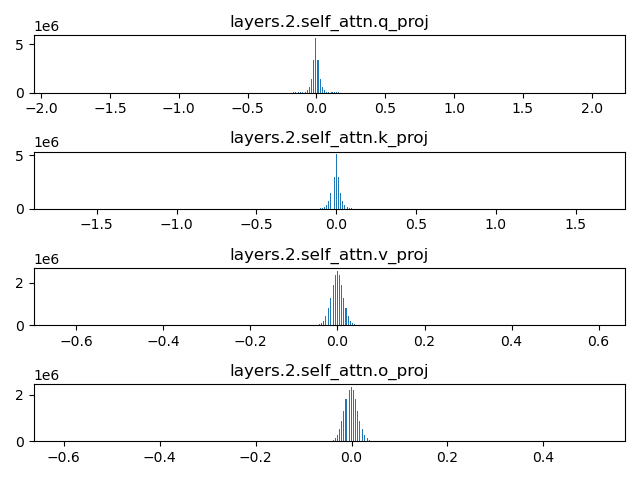 layers.2.self_attn.q_proj
1e6
5
0
−2.0 −1.5 −1.0 −0.5 0.0 0.5 1.0 1.5 2.0
layers.2.self_attn.k_proj
1e6
5
0
−1.5 −1.0 −0.5 0.0 0.5 1.0 1.5
layers.2.self_attn.v_proj
1e6
2
0
−0.6 −0.4 −0.2 0.0 0.2 0.4 0.6
layers.2.self_attn.o_proj
1e6
2
0
−0.6 −0.4 −0.2 0.0 0.2 0.4